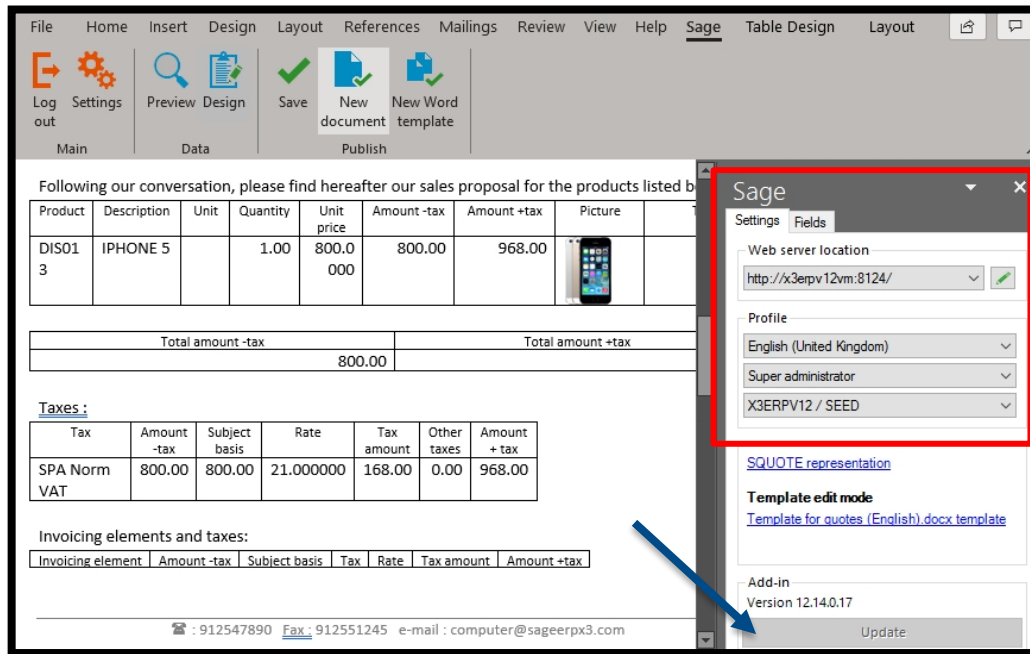 File Home Insert Design Layout References Mailings Review View Help Sage Table Design Layout
Log out Settings Preview Design Save New document New Word template
Main Data Publish
Following our conversation, please find hereafter our sales proposal for the products listed b
Product Description Unit Quantity Unit price Amount -tax Amount +tax Picture T
DIS013 IPHONE 5 1.00 800.0000 800.00 968.00
Total amount -tax Total amount +tax
800.00
Taxes :
Tax Amount -tax Subject basis Rate Tax amount Other taxes Amount + tax
SPA Norm VAT 800.00 800.00 21.000000 168.00 0.00 968.00
Invoicing elements and taxes:
Invoicing element Amount -tax Subject basis Tax Rate Tax amount Amount +tax
☎ : 912547890 Fax : 912551245 e-mail : computer@sageerpx3.com
Sage
Settings Fields
Web server location
http://x3erpv12vm:8124/
Profile
English (United Kingdom)
Super administrator
X3ERPV12 / SEED
SQUOTE representation
Template edit mode
Template for quotes (English).docx template
Add-in
Version 12.14.0.17
Update